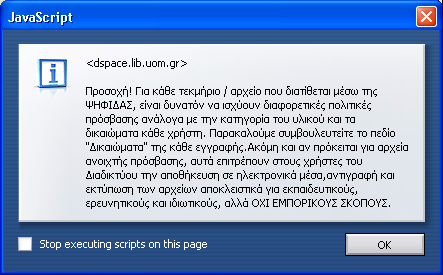 JavaScript
<dspace.lib.uom.gr>
Προσοχή! Για κάθε τεκμήριο / αρχείο που διατίθεται μέσω της
ΨΗΦΙΔΑΣ, είναι δυνατόν να ισχύουν διαφορετικές πολιτικές
πρόσβασης ανάλογα με την κατηγορία του υλικού και τα
δικαιώματα κάθε χρήστη. Παρακαλούμε συμβουλευτείτε το πεδίο
"Δικαιώματα" της κάθε εγγραφής.Ακόμη και αν πρόκειται για αρχεία
ανοιχτής πρόσβασης, αυτά επιτρέπουν στους χρήστες του
Διαδικτύου την αποθήκευση σε ηλεκτρονικά μέσα,αντιγραφή και
εκτύπωση των αρχείων αποκλειστικά για εκπαιδευτικούς,
ερευνητικούς και ιδιωτικούς, αλλά ΟΧΙ ΕΜΠΟΡΙΚΟΥΣ ΣΚΟΠΟΥΣ.
Stop executing scripts on this page
OK